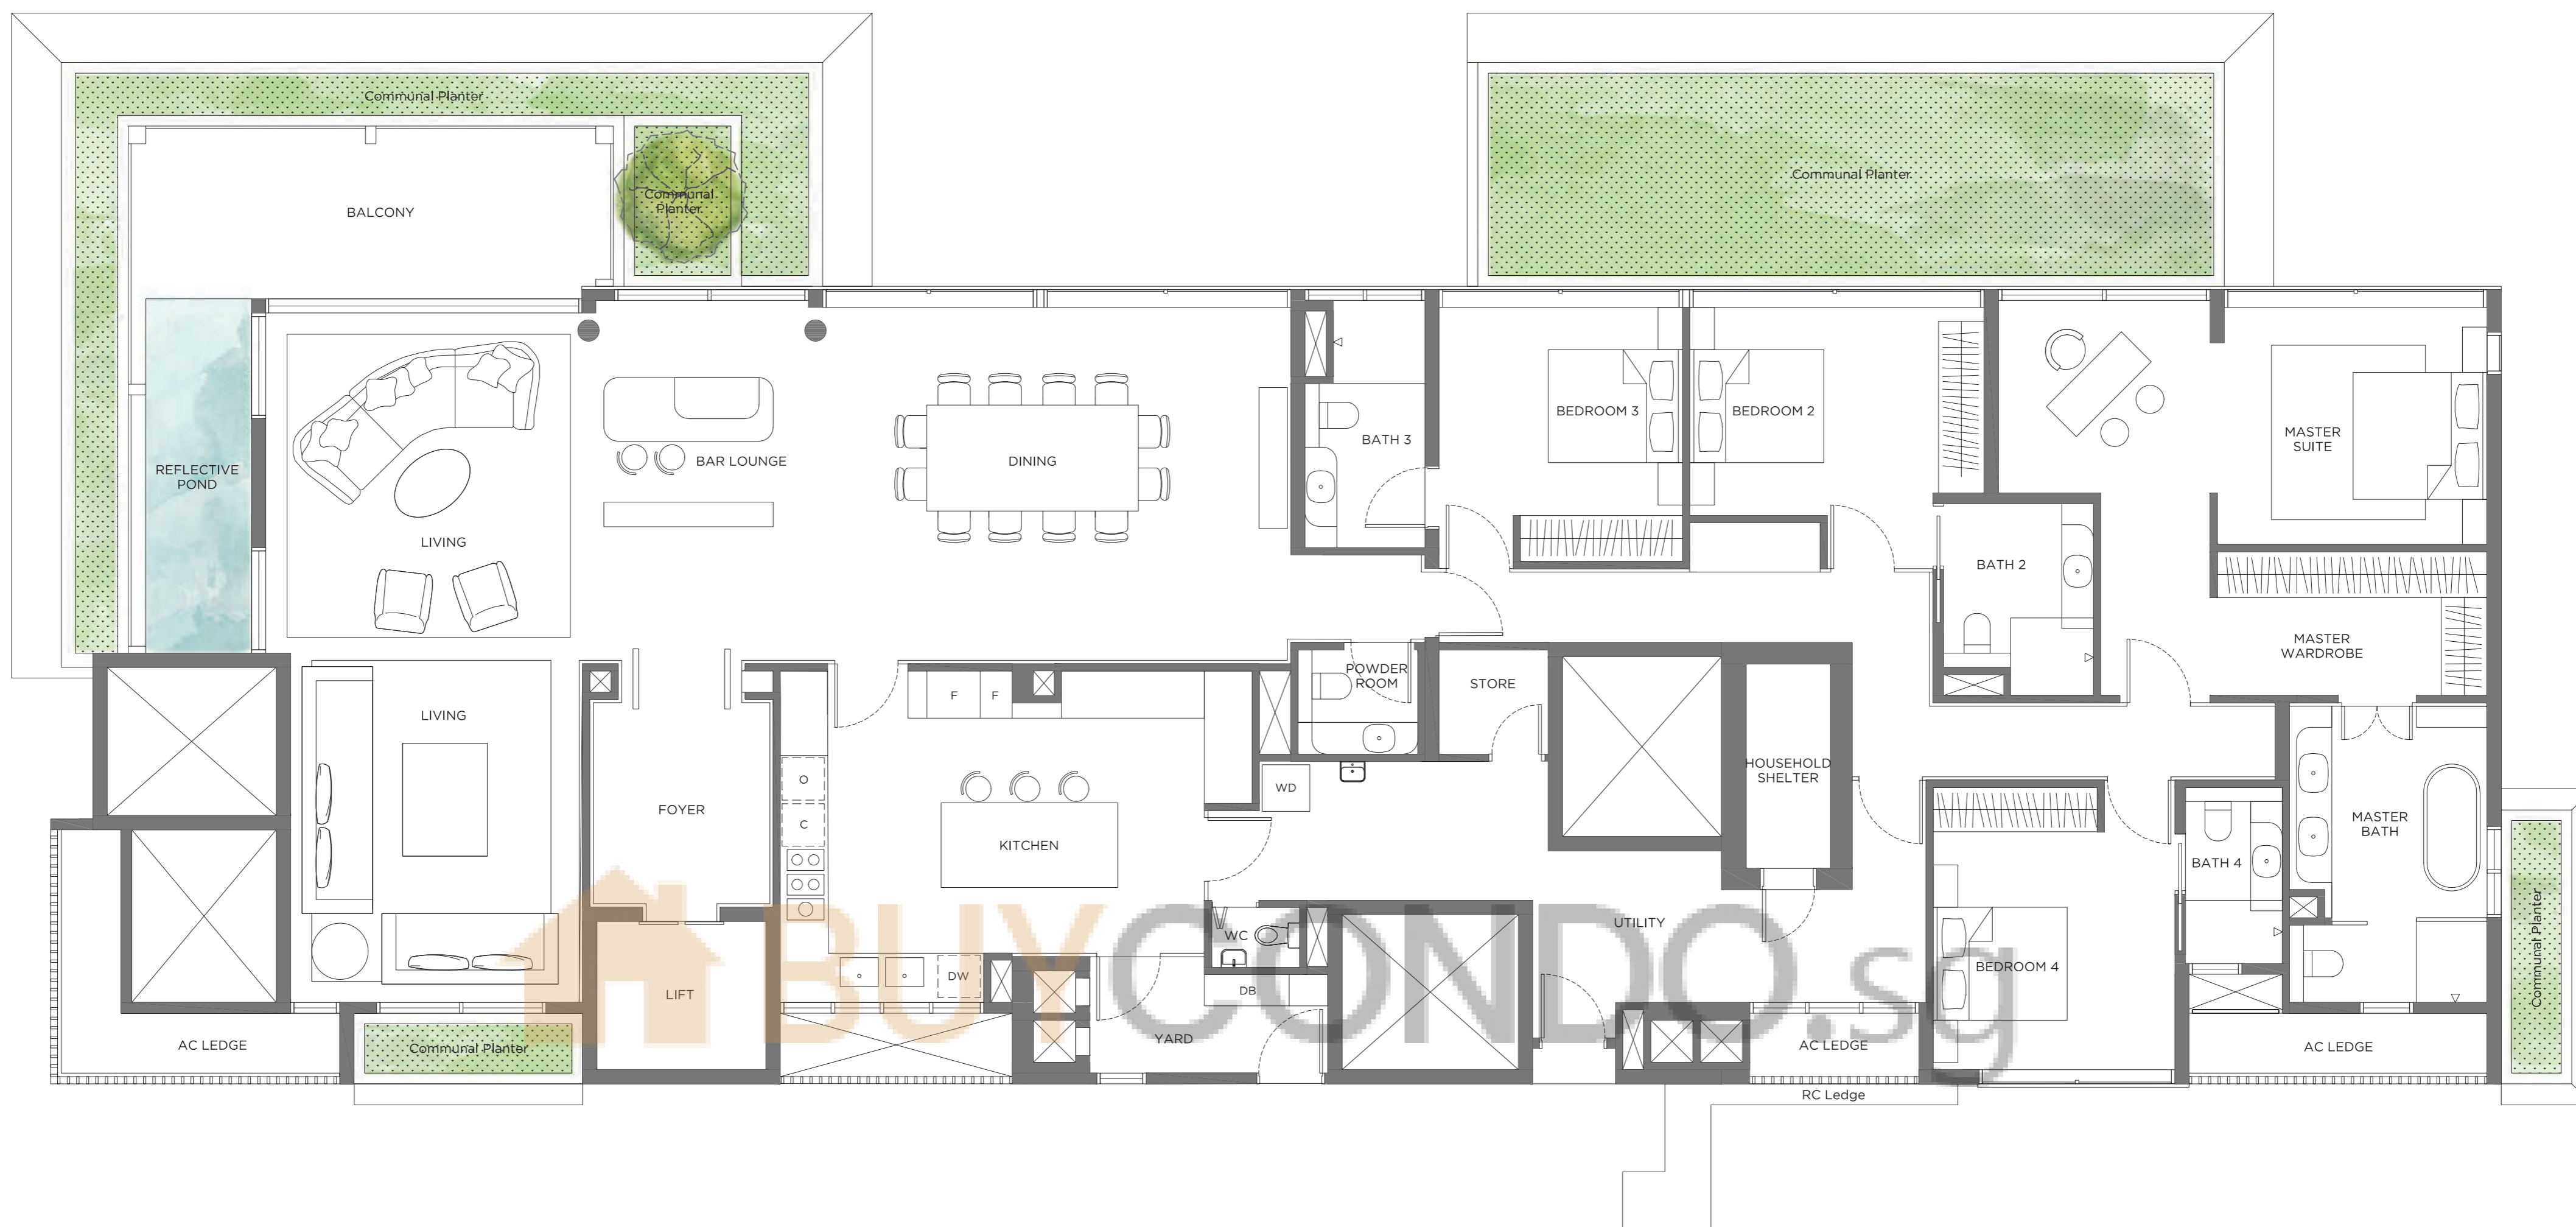 Communal Planter
Communal
Planter
Communal Planter
BALCONY
REFLECTIVE
POND
LIVING
BAR LOUNGE
DINING
BATH 3
BEDROOM 3
BEDROOM 2
MASTER
SUITE
BATH 2
MASTER
WARDROBE
LIVING
FOYER
F
F
POWDER
ROOM
STORE
HOUSEHOLD
SHELTER
O
C
KITCHEN
WD
MASTER
BATH
BATH 4
UTILITY
WC
BEDROOM 4
Communal Planter
BUYCONDO.sg
LIFT
DW
DB
YARD
AC LEDGE
Communal Planter
AC LEDGE
AC LEDGE
RC Ledge